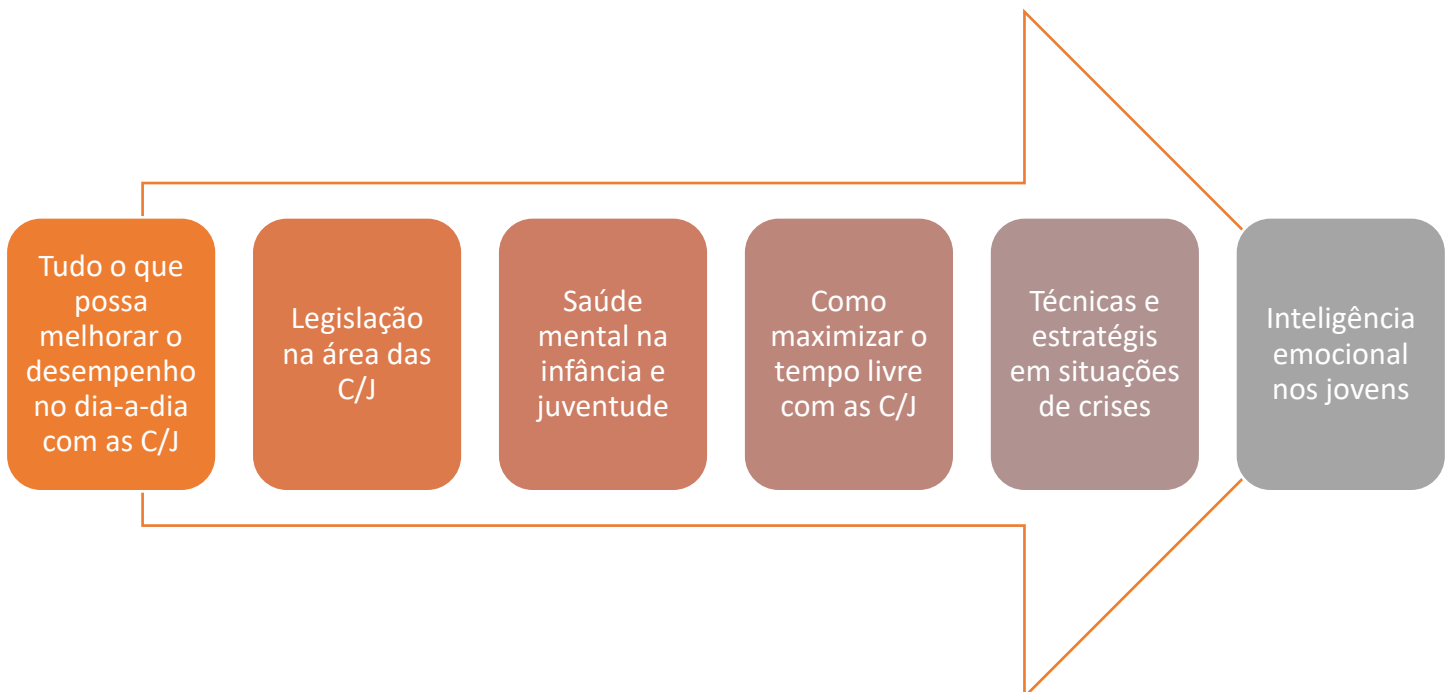 Tudo o que
possa
melhorar o
desempenho
no dia-a-dia
com as C/J
Legislação
na área das
C/J
Saúde
mental na
infância e
juventude
Como
maximizar o
tempo livre
com as C/J
Técnicas e
estratégis
em situações
de crises
Inteligência
emocional
nos jovens